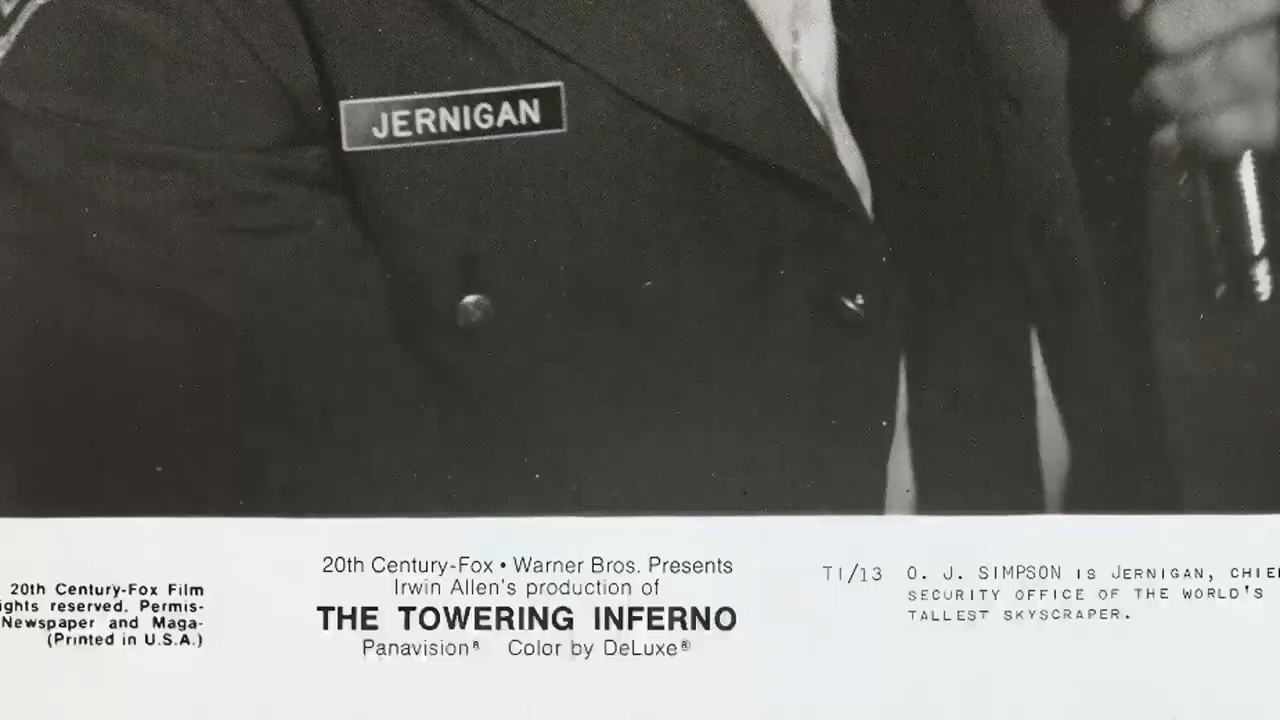 JERNIGAN
20th Century-Fox Film
ights reserved. Permis-
Newspaper and Maga-
(Printed in U.S.A.)
20th Century-Fox • Warner Bros. Presents
Irwin Allen's production of
THE TOWERING INFERNO
Panavision® Color by DeLuxe®
TI/13 O. J. SIMPSON IS JERNIGAN, CHIEF
SECURITY OFFICE OF THE WORLD'S
TALLEST SKYSCRAPER.